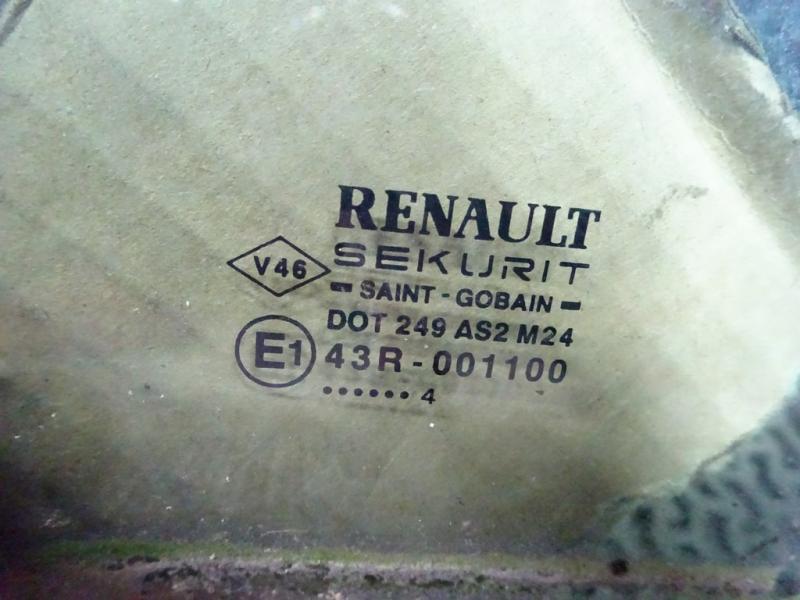 RENAULT
SEKURIT
V46
- SAINT - GOBAIN -
DOT 249 AS2 M24
E1 43R - 001100
...... 4